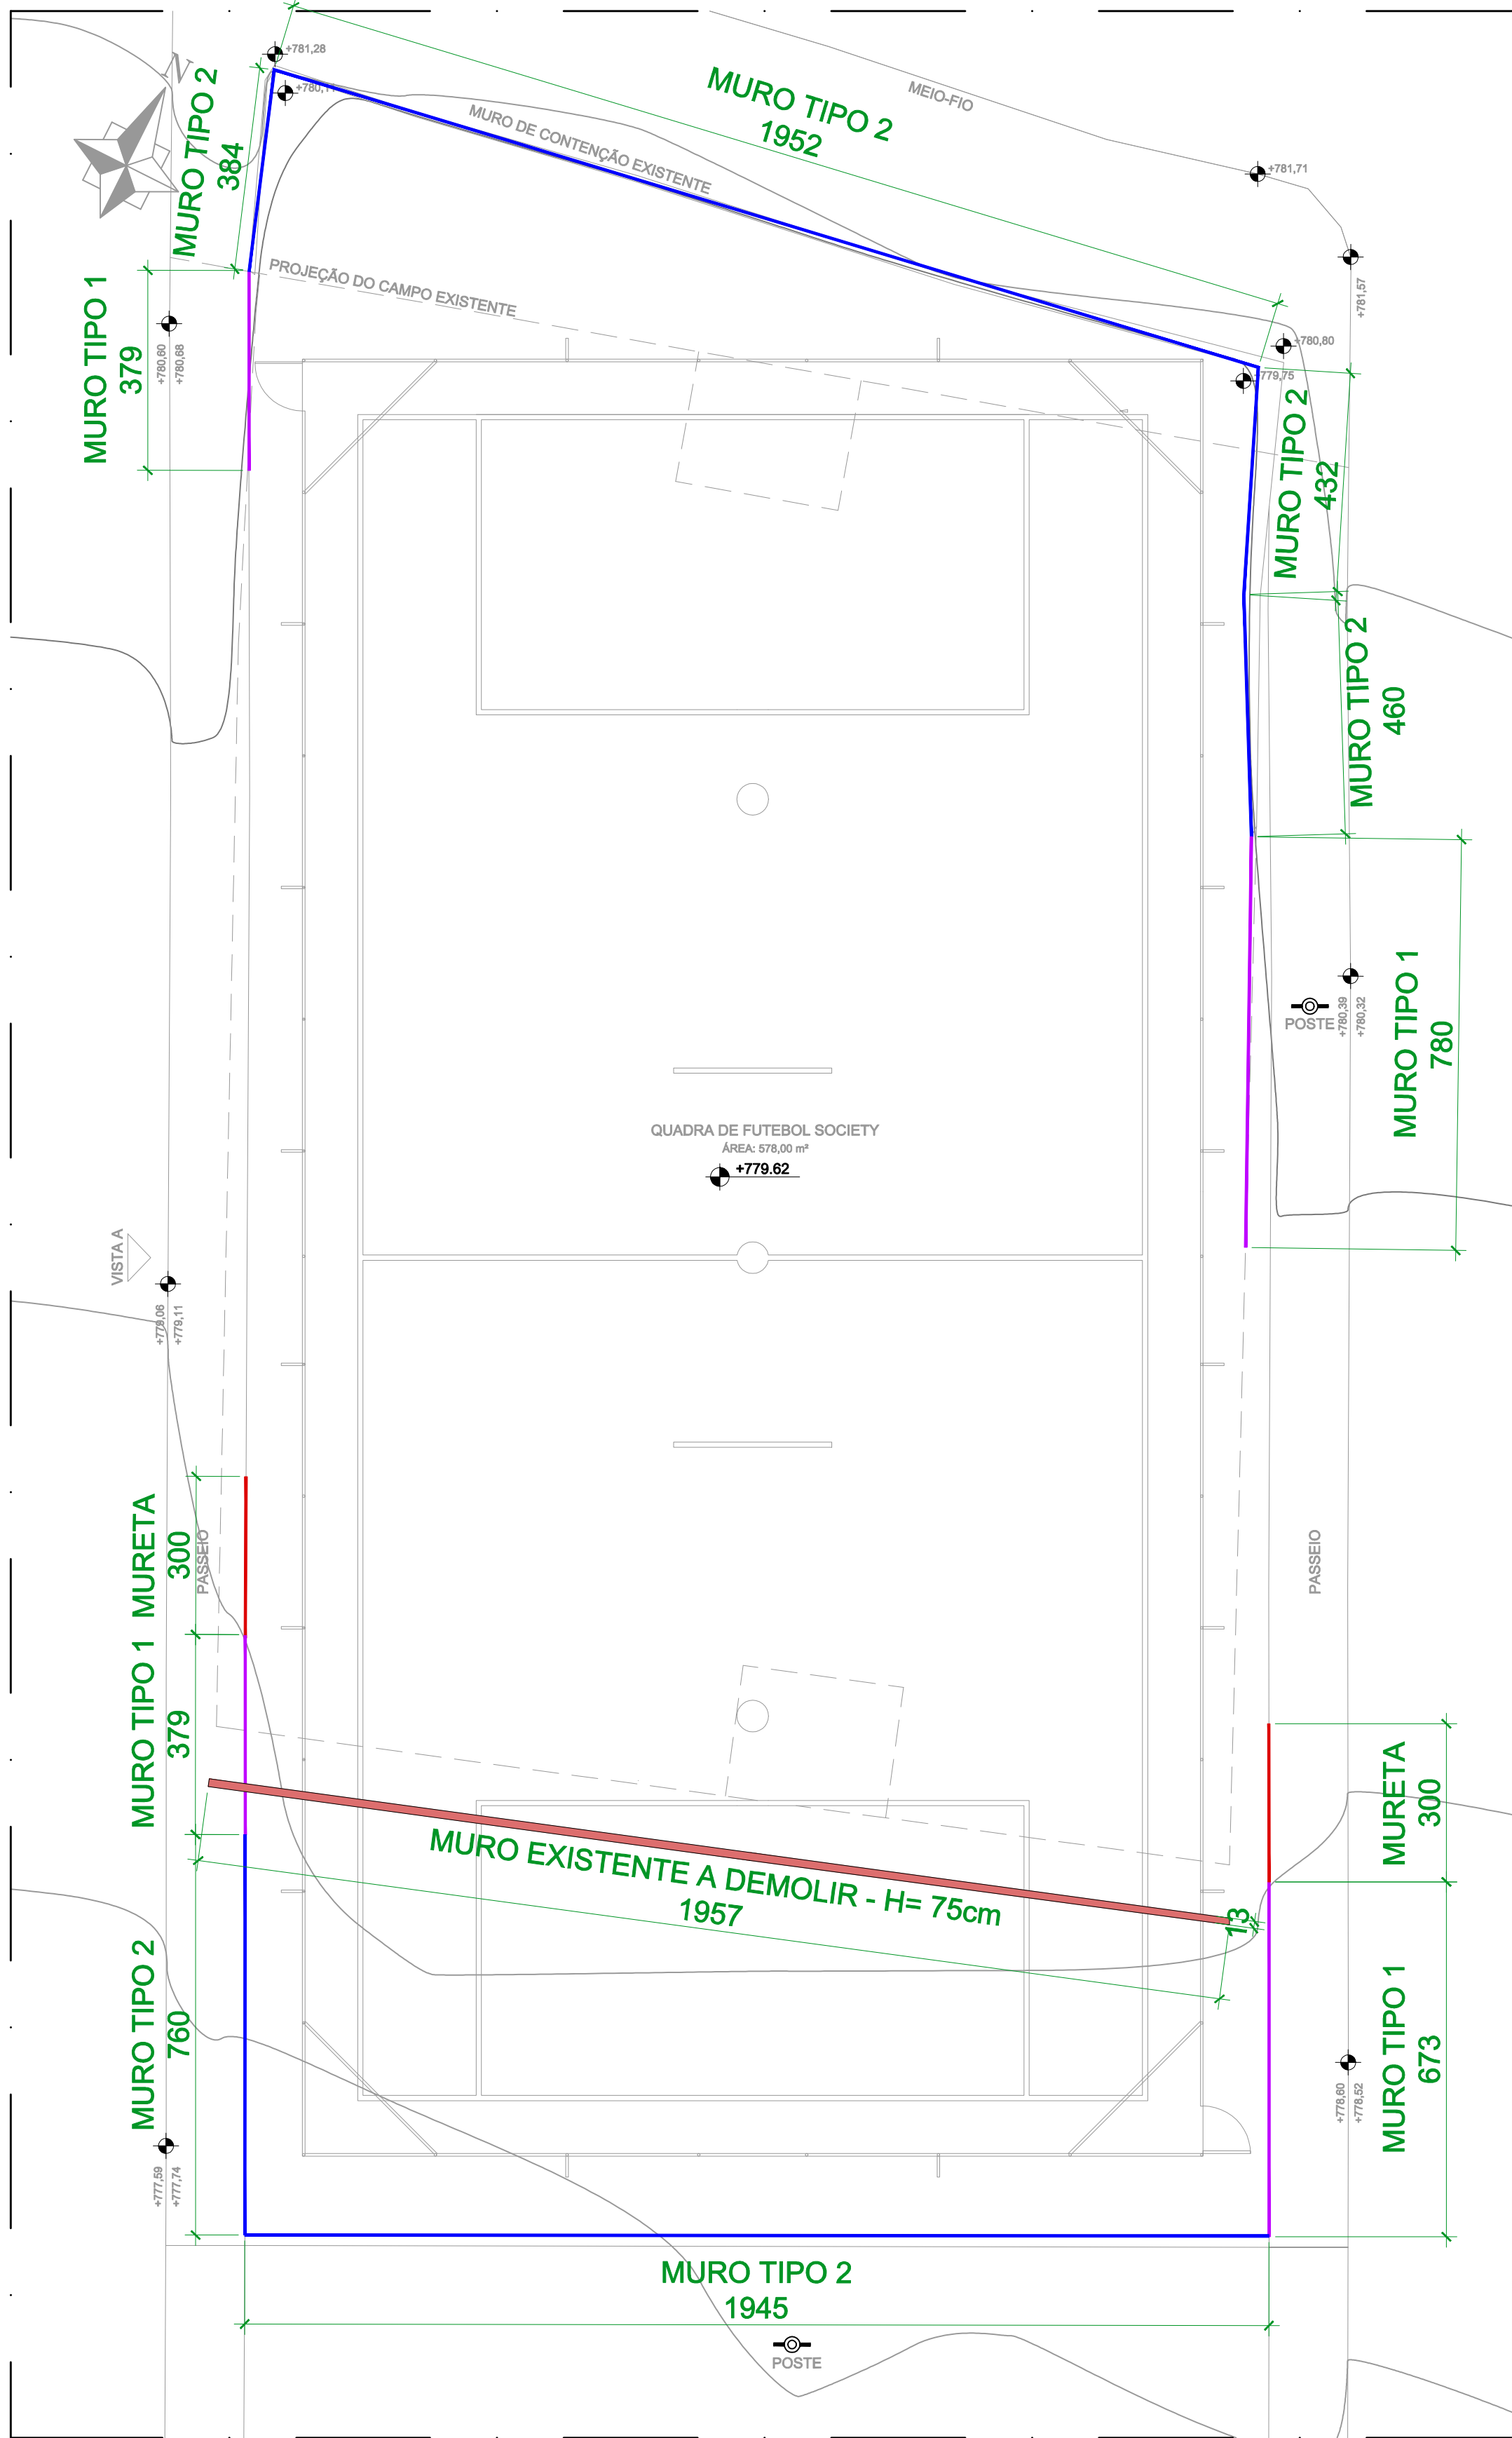 N
+781,28
MURO TIPO 2
384
MURO TIPO 2
1952
MEIO-FIO
MURO DE CONTENÇÃO EXISTENTE
+781,71
+781,57
PROJEÇÃO DO CAMPO EXISTENTE
MURO TIPO 1
379
+780,60
+780,68
+780,80
+779,75
MURO TIPO 2
432
MURO TIPO 2
460
MURO TIPO 1
780
POSTE
+780,39
+780,32
QUADRA DE FUTEBOL SOCIETY
ÁREA: 578,00 m²
+779.62
VISTA A
+779,06
+779,11
MURETA
300
PASSEIO
PASSEIO
MURO TIPO 1
379
MURETA
300
MURO EXISTENTE A DEMOLIR - H= 75cm
1957
13
MURO TIPO 2
760
MURO TIPO 1
673
+778,60
+778,52
+777,59
+777,74
MURO TIPO 2
1945
POSTE